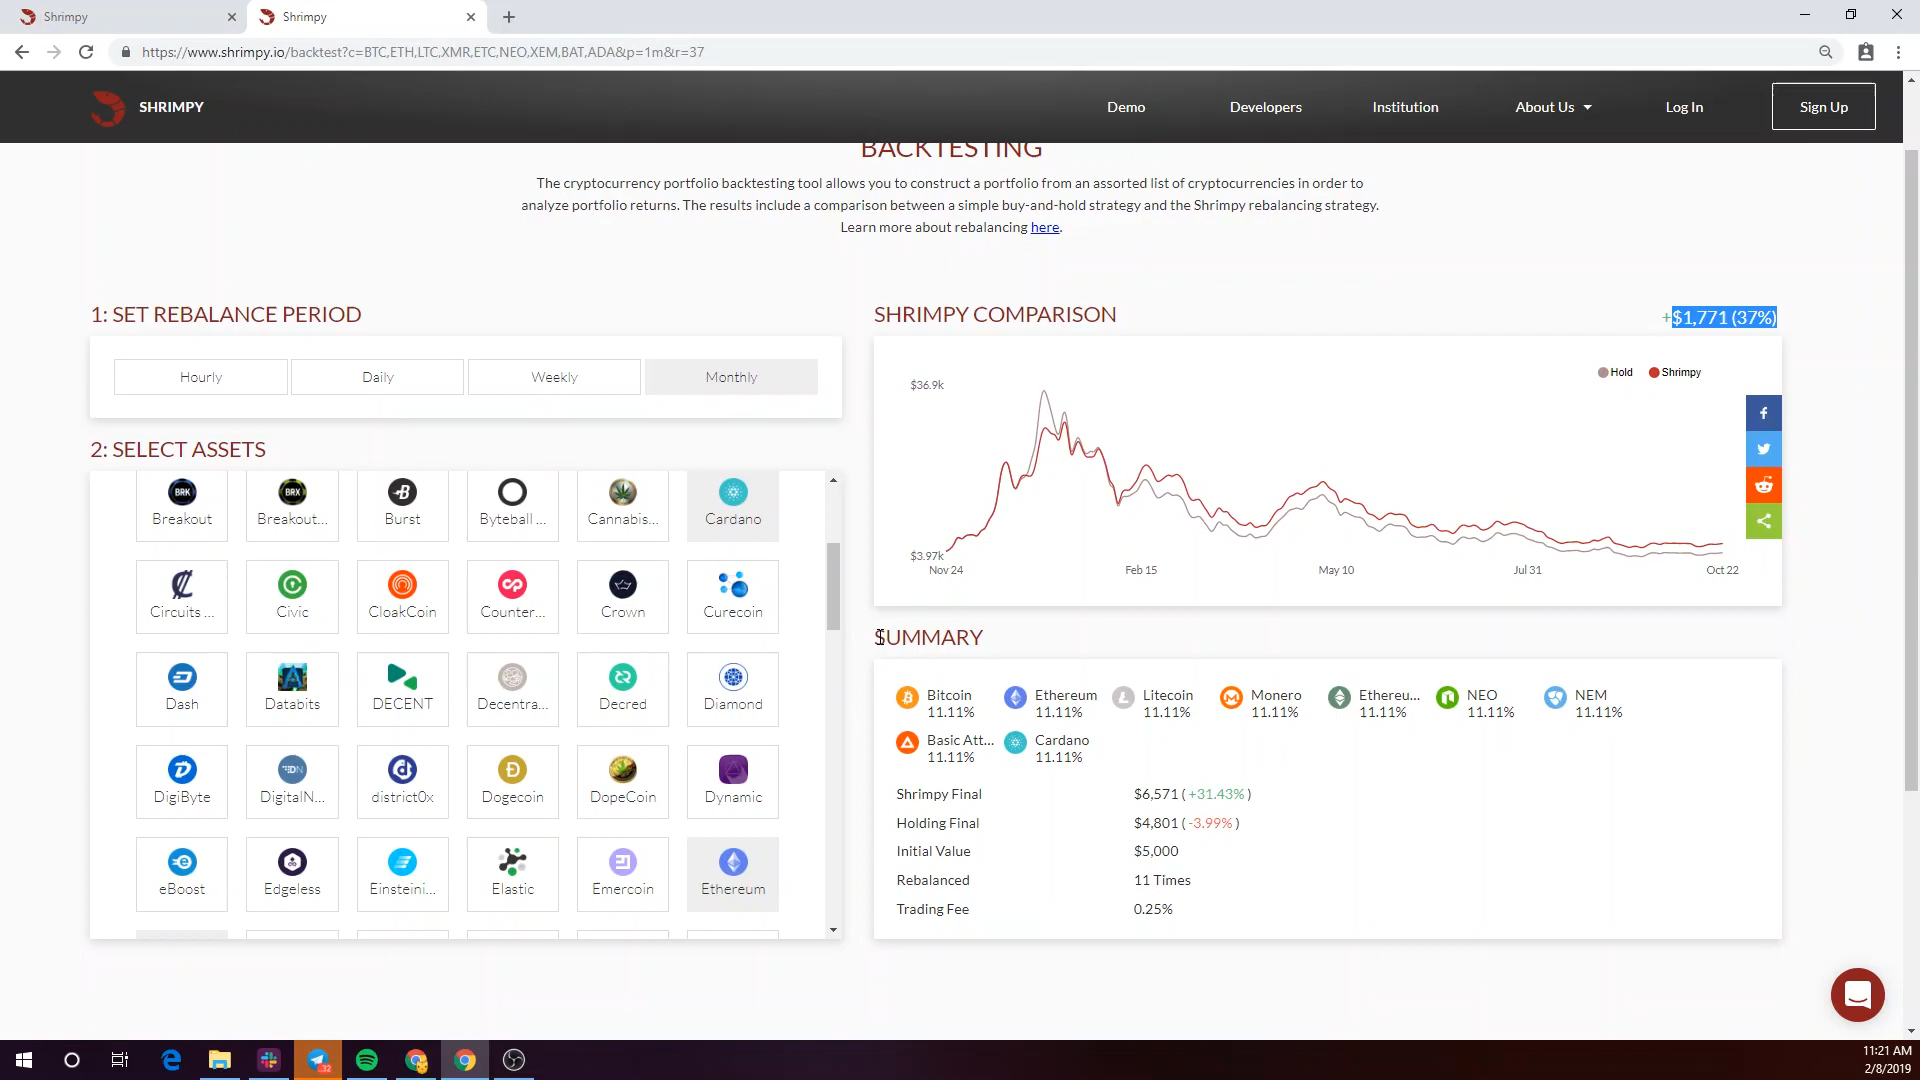 Shrimpy
Shrimpy
https://www.shrimpy.io/backtest?c=BTC,ETH,LTC,XMR,ETC,NEO,XEM,BAT,ADA&p=1m&r=37
SHRIMPY
Demo
Developers
Institution
About Us
Log In
Sign Up
BACKTESTING
The cryptocurrency portfolio backtesting tool allows you to construct a portfolio from an assorted list of cryptocurrencies in order to
analyze portfolio returns. The results include a comparison between a simple buy-and-hold strategy and the Shrimpy rebalancing strategy.
Learn more about rebalancing here.
1: SET REBALANCE PERIOD
Hourly
Daily
Weekly
Monthly
2: SELECT ASSETS
BRK
BRX
Breakout
Breakout...
Burst
Byteball ...
Cannabis...
Cardano
Circuits ...
Civic
CloakCoin
Counter...
Crown
Curecoin
Dash
Databits
DECENT
Decentra...
Decred
Diamond
DigiByte
DigitalN...
district0x
Dogecoin
DopeCoin
Dynamic
eBoost
Edgeless
Einsteini...
Elastic
Emercoin
Ethereum
SHRIMPY COMPARISON
+$1,771 (37%)
Hold
Shrimpy
$36.9k
$3.97k
Nov 24
Feb 15
May 10
Jul 31
Oct 22
SUMMARY
Bitcoin
11.11%
Ethereum
11.11%
Litecoin
11.11%
Monero
11.11%
Ethereu...
11.11%
NEO
11.11%
NEM
11.11%
Basic Att...
11.11%
Cardano
11.11%
Shrimpy Final
$6,571 ( +31.43% )
Holding Final
$4,801 ( -3.99% )
Initial Value
$5,000
Rebalanced
11 Times
Trading Fee
0.25%
32
11:21 AM
2/8/2019